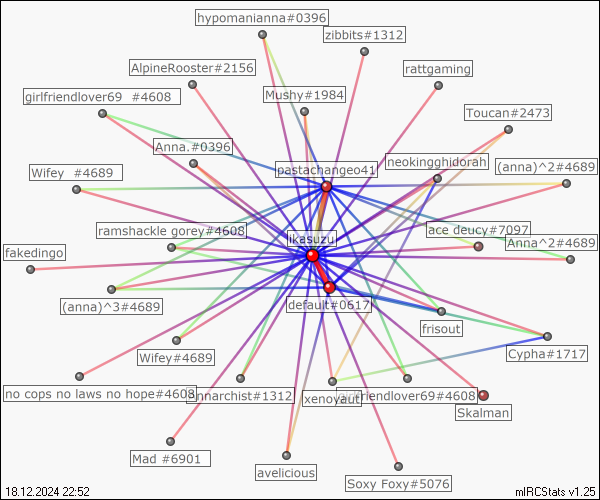 hypomanianna#0396
zibbits#1312
AlpineRooster#2156
rattgaming
girlfriendlover69 #4608
Mushy#1984
Toucan#2473
Anna.#0396
neokingghidorah
pastachangeo41
(anna)^2#4689
Wifey #4689
ramshackle gorey#4608
ace deucy#7097
ikasuzu
Anna^2#4689
fakedingo
(anna)^3#4689
default#0617
frisout
Wifey#4689
Cypha#1717
no cops no laws no hope#4608
annarchist#1312
xenoyaut
girlfriendlover69#4608
Skalman
Mad #6901
avelicious
Soxy Foxy#5076
18.12.2024 22:52
mIRCStats v1.25